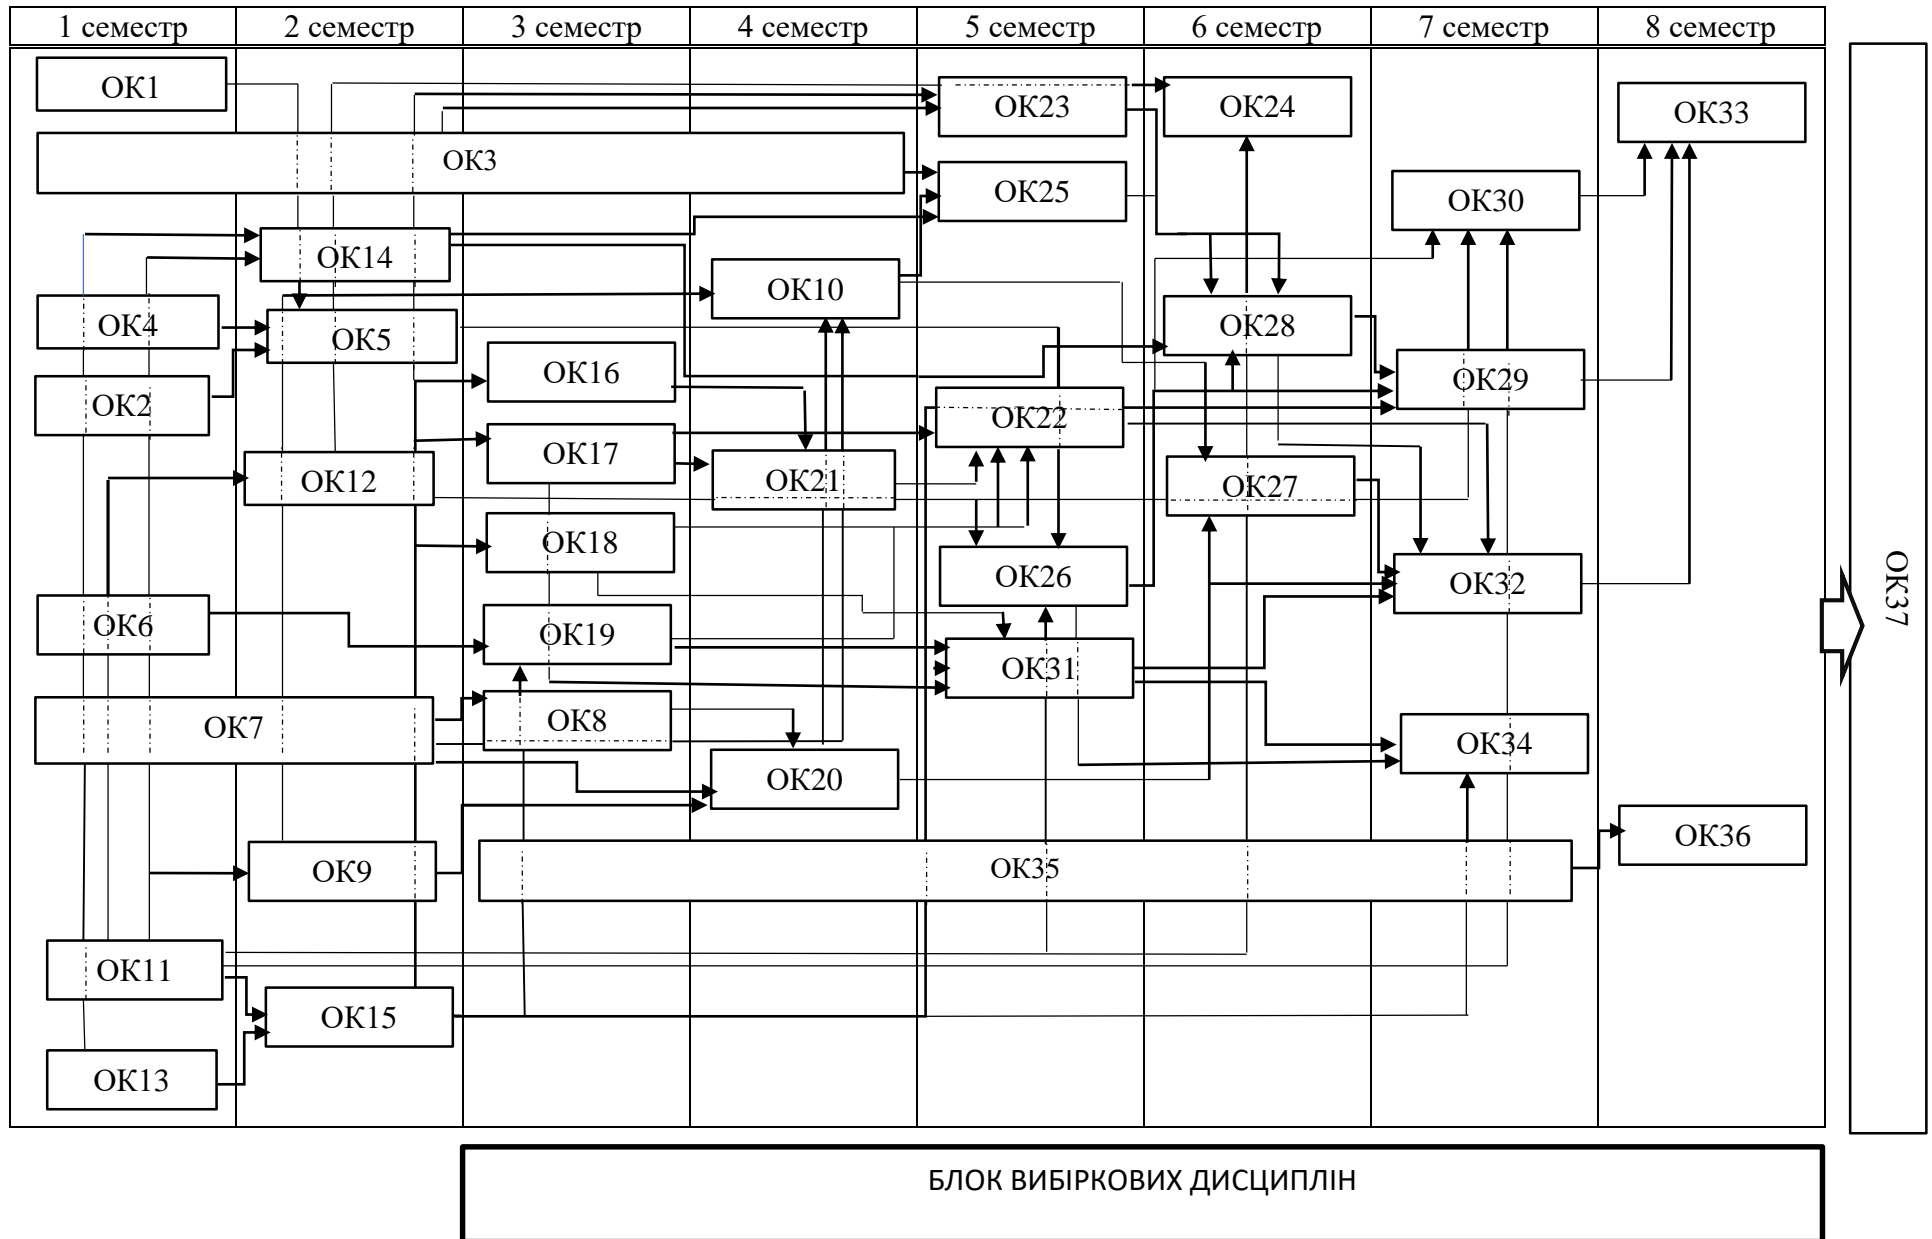 1 семестр
2 семестр
3 семестр
4 семестр
5 семестр
6 семестр
7 семестр
8 семестр
ОК1
ОК3
ОК4
ОК2
ОК6
ОК7
ОК11
ОК13
ОК14
ОК5
ОК12
ОК9
ОК15
ОК16
ОК17
ОК18
ОК19
ОК8
ОК10
ОК21
ОК20
ОК23
ОК25
ОК22
ОК26
ОК31
ОК35
ОК24
ОК28
ОК27
ОК30
ОК29
ОК32
ОК34
ОК33
ОК36
ОК37
БЛОК ВИБІРКОВИХ ДИСЦИПЛІН